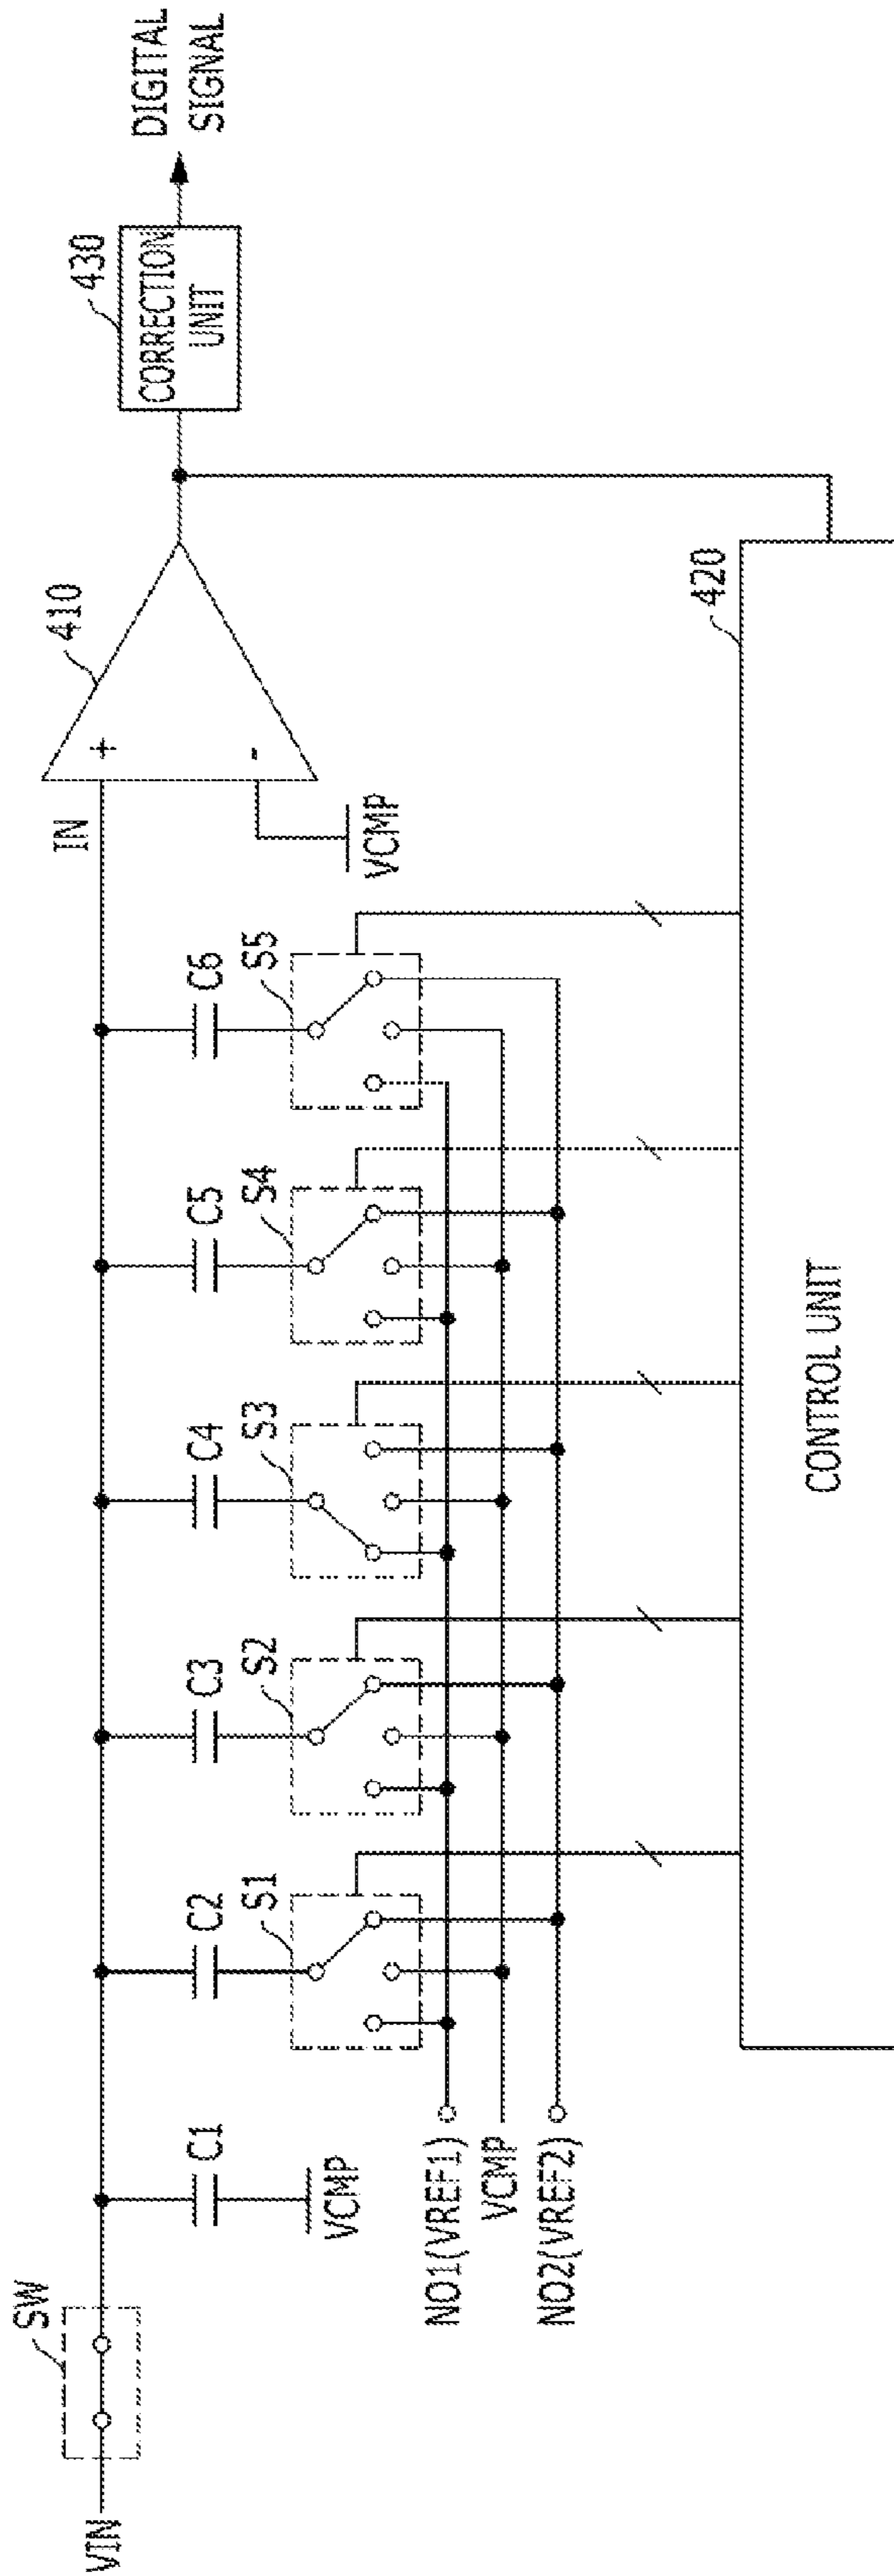 VIN
SW
C1
VCMP
C2
S1
C3
S2
C4
S3
C5
S4
C6
S5
IN
+
-
VCMP
410
430
CORRECTION
UNIT
DIGITAL
SIGNAL
NO1(VREF1)
VCMP
NO2(VREF2)
420
CONTROL UNIT